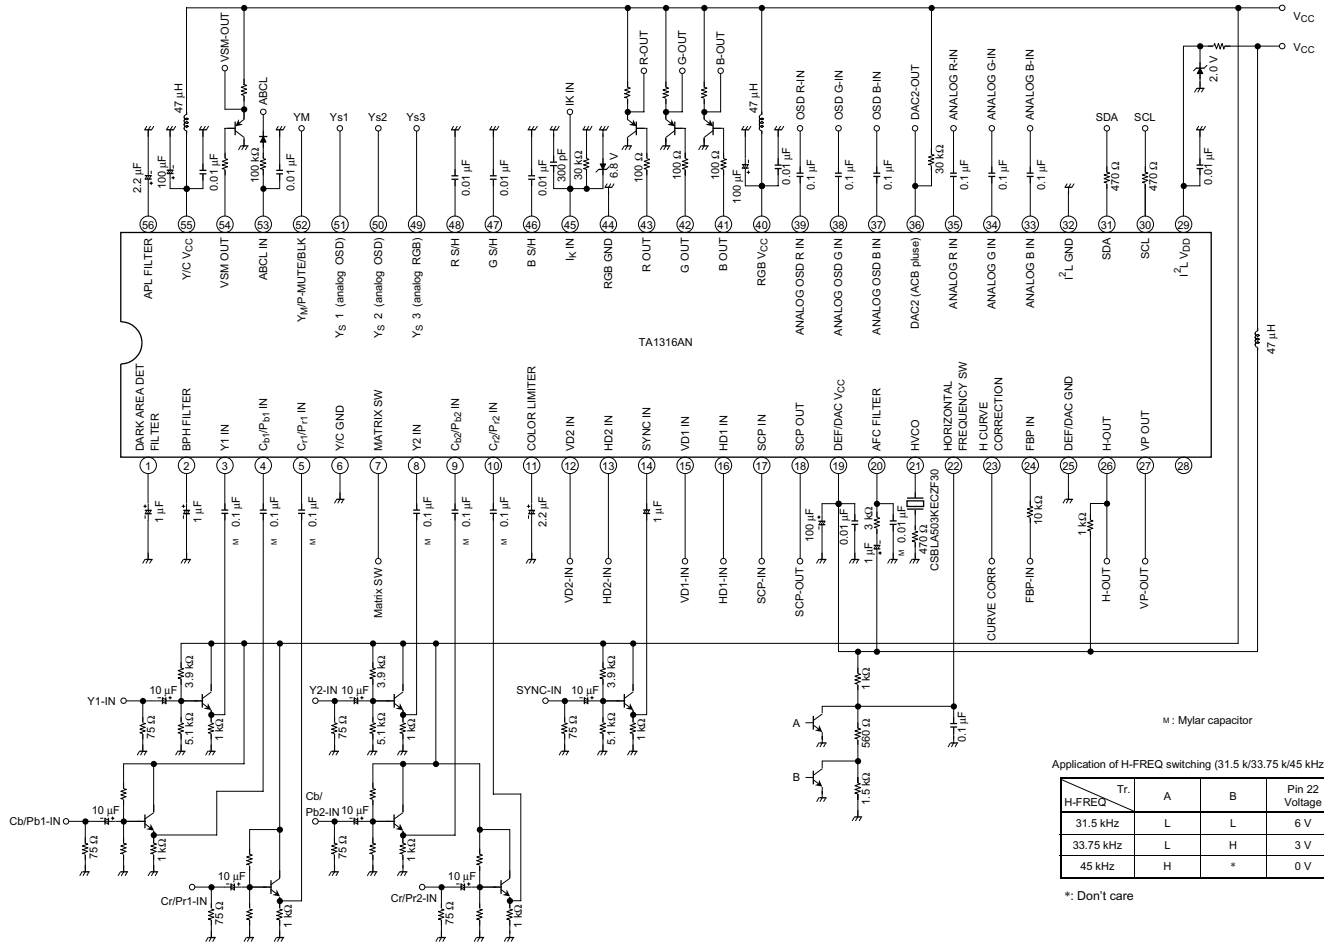 VCC
VCC
47 µH
VSM-OUT
ABCL
YM
Ys1
Ys2
Ys3
IK IN
R-OUT
G-OUT
B-OUT
47 µH
OSD R-IN
OSD G-IN
OSD B-IN
DAC2-OUT
ANALOG R-IN
ANALOG G-IN
ANALOG B-IN
SDA
SCL
2.0 V
2.2 µF
100 µF
0.01 µF
100 kΩ
0.01 µF
0.01 µF
0.01 µF
0.01 µF
300 pF
30 kΩ
6.8 V
100 Ω
100 Ω
100 Ω
100 µF
0.01 µF
0.1 µF
0.1 µF
0.1 µF
30 kΩ
0.1 µF
0.1 µF
0.1 µF
470 Ω
470 Ω
0.01 µF
56 55 54 53 52 51 50 49 48 47 46 45 44 43 42 41 40 39 38 37 36 35 34 33 32 31 30 29
APL FILTER
Y/C VCC
VSM OUT
ABCL IN
YM/P-MUTE/BLK
YS 1 (analog OSD)
YS 2 (analog OSD)
YS 3 (analog RGB)
R S/H
G S/H
B S/H
IK IN
RGB GND
R OUT
G OUT
B OUT
RGB VCC
ANALOG OSD R IN
ANALOG OSD G IN
ANALOG OSD B IN
DAC2 (ACB pluse)
ANALOG R IN
ANALOG G IN
ANALOG B IN
I2L GND
SDA
SCL
I2L VDD
TA1316AN
47 µH
DARK AREA DET
FILTER
BPH FILTER
Y1 IN
Cb1/Pb1 IN
Cr1/Pr1 IN
Y/C GND
MATRIX SW
Y2 IN
Cb2/Pb2 IN
Cr2/Pr2 IN
COLOR LIMITER
VD2 IN
HD2 IN
SYNC IN
VD1 IN
HD1 IN
SCP IN
SCP OUT
DEF/DAC VCC
AFC FILTER
HVCO
HORIZONTAL
FREQUENCY SW
H CURVE
CORRECTION
FBP IN
DEF/DAC GND
H-OUT
VP OUT
1 2 3 4 5 6 7 8 9 10 11 12 13 14 15 16 17 18 19 20 21 22 23 24 25 26 27 28
1 µF
1 µF
0.1 µF
M
0.1 µF
M
0.1 µF
M
Matrix SW
0.1 µF
M
0.1 µF
M
0.1 µF
M
2.2 µF
VD2-IN
HD2-IN
1 µF
VD1-IN
HD1-IN
SCP-IN
SCP-OUT
100 µF
0.01 µF
3 kΩ
1 µF
0.01 µF
M
470 Ω
CSBLA503KECZF30
CURVE CORR
10 kΩ
FBP-IN
1 kΩ
H-OUT
VP-OUT
Y1-IN
10 µF
3.9 kΩ
75 Ω
5.1 kΩ
1 kΩ
Y2-IN
10 µF
3.9 kΩ
75 Ω
5.1 kΩ
1 kΩ
SYNC-IN
10 µF
3.9 kΩ
75 Ω
5.1 kΩ
1 kΩ
1 kΩ
A
560 Ω
0.1 µF
B
1.5 kΩ
Cb/Pb1-IN
10 µF
75 Ω
1 kΩ
Cb/
Pb2-IN
10 µF
75 Ω
1 kΩ
Cr/Pr1-IN
10 µF
75 Ω
1 kΩ
Cr/Pr2-IN
10 µF
75 Ω
1 kΩ
M : Mylar capacitor
Application of H-FREQ switching (31.5 k/33.75 k/45 kHz
Tr.
H-FREQ
A B Pin 22
Voltage
31.5 kHz L L 6 V
33.75 kHz L H 3 V
45 kHz H * 0 V
*: Don't care